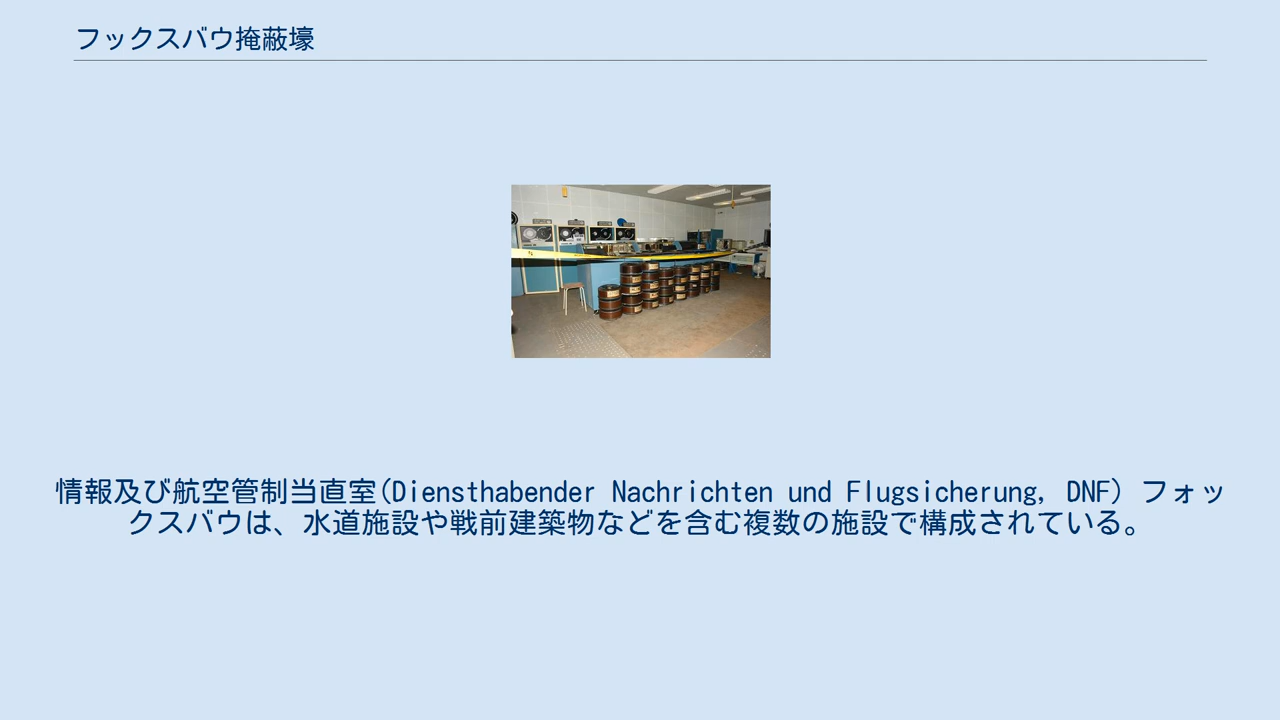 フックスバウ掩蔽壕
情報及び航空管制当直室(Diensthabender Nachrichten und Flugsicherung, DNF) フォッ
クスバウは、水道施設や戦前建築物などを含む複数の施設で構成されている。